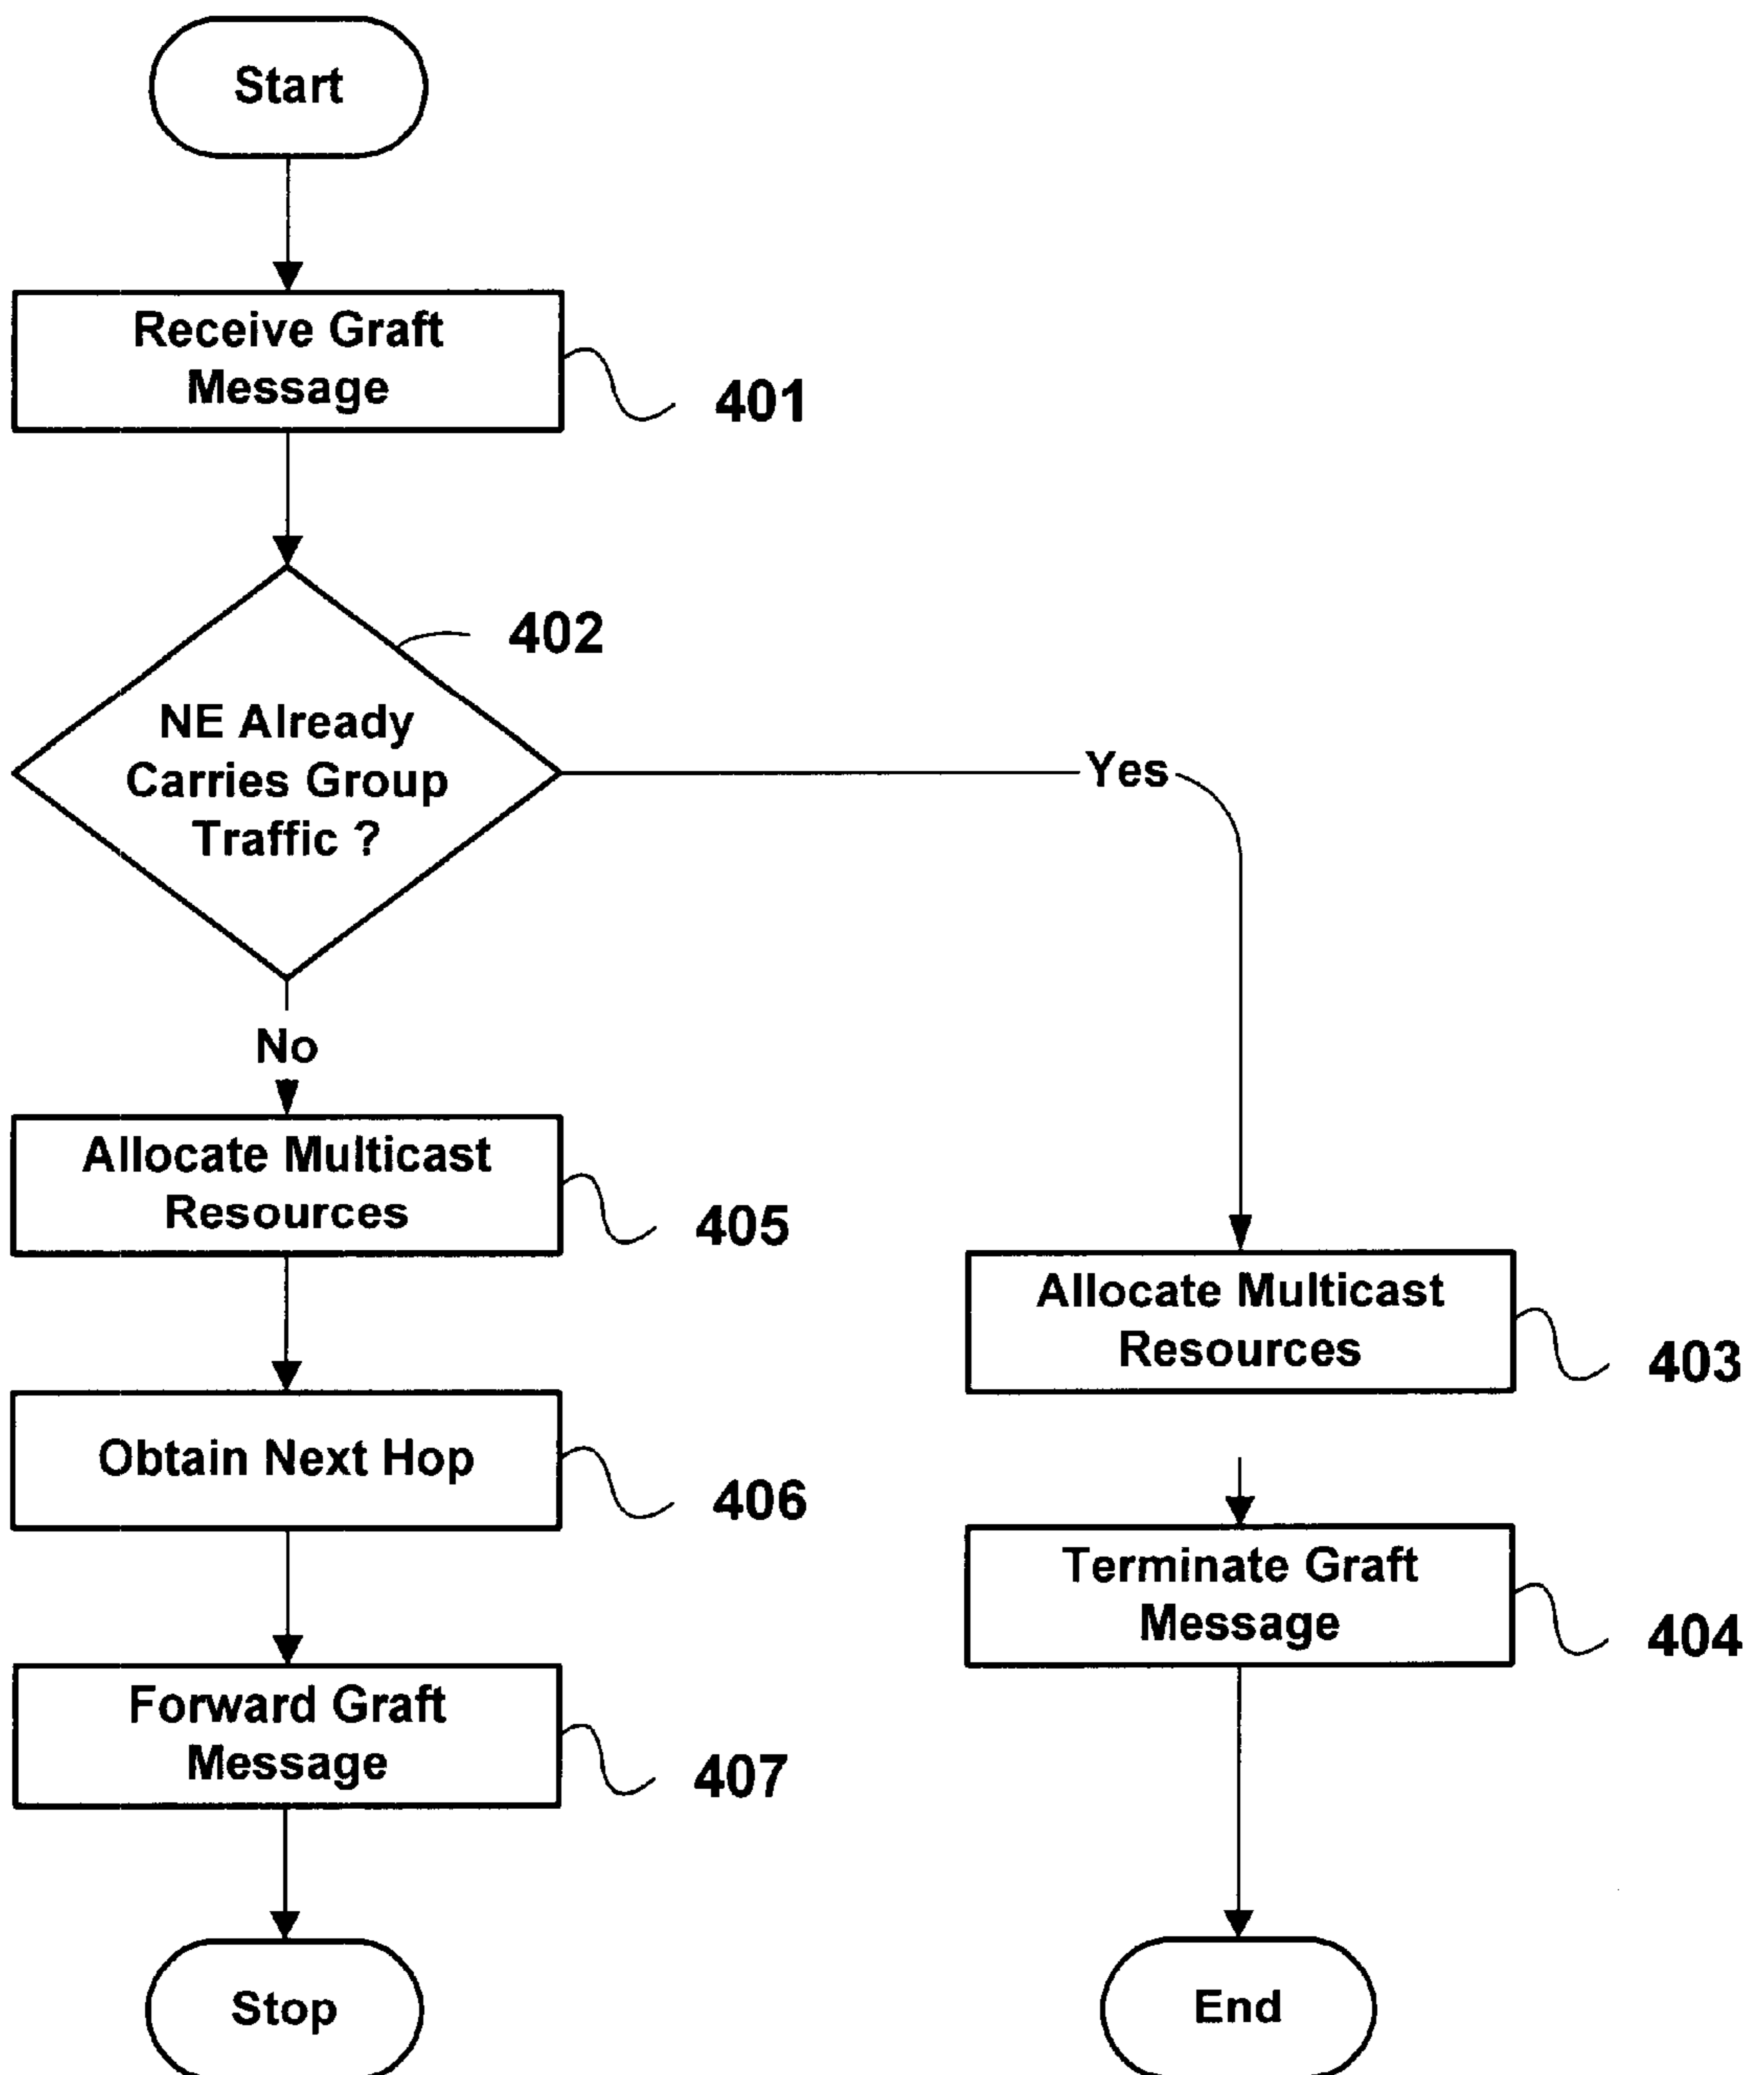 Start
Receive Graft
Message
401
402
NE Already
Carries Group
Traffic ?
Yes
No
Allocate Multicast
Resources
405
Allocate Multicast
Resources
403
Obtain Next Hop
406
Terminate Graft
Message
404
Forward Graft
Message
407
Stop
End